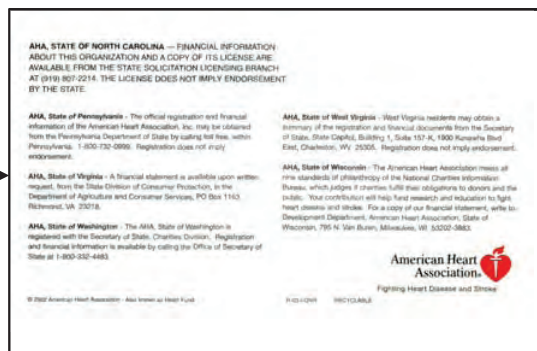 AHA, STATE OF NORTH CAROLINA — FINANCIAL INFORMATION
ABOUT THIS ORGANIZATION AND A COPY OF ITS LICENSE ARE
AVAILABLE FROM THE STATE SOLICITATION LICENSING BRANCH
AT (919) 807-2214. THE LICENSE DOES NOT IMPLY ENDORSEMENT
BY THE STATE.
AHA, State of Pennsylvania - The official registration and financial
information of the American Heart Association, Inc. may be obtained
from the Pennsylvania Department of State by calling toll free, within
Pennsylvania. 1-800-732-0999. Registration does not imply
endorsement.
AHA, State of Virginia - A financial statement is available upon written
request, from the State Division of Consumer Protection, in the
Department of Agriculture and Consumer Services, PO Box 1163,
Richmond, VA 23218.
AHA, State of Washington - The AHA, State of Washington is
registered with the Secretary of State, Charities Division. Registration
and financial information is available by calling the Office of Secretary of
State at 1-800-332-4483.
AHA, State of West Virginia - West Virginia residents may obtain a
summary of the registration and financial documents from the Secretary
of State, State Capitol, Building 1, Suite 157-K, 1900 Kanawha Blvd
East, Charleston, WV 25305. Registration does not imply endorsement.
AHA, State of Wisconsin - The American Heart Association meets all
nine standards of philanthropy of the National Charities Information
Bureau, which judges if charities fulfill their obligations to donors and the
public. Your contribution will help fund research and education to fight
heart disease and stroke. For a copy of our financial statement, write to:
Development Department, American Heart Association, State of
Wisconsin, 795 N. Van Buren, Milwaukee, WI 53202-3883.
American Heart
Association®
Fighting Heart Disease and Stroke
© 2002 American Heart Association - Also known as Heart Fund
RECYCLABLE